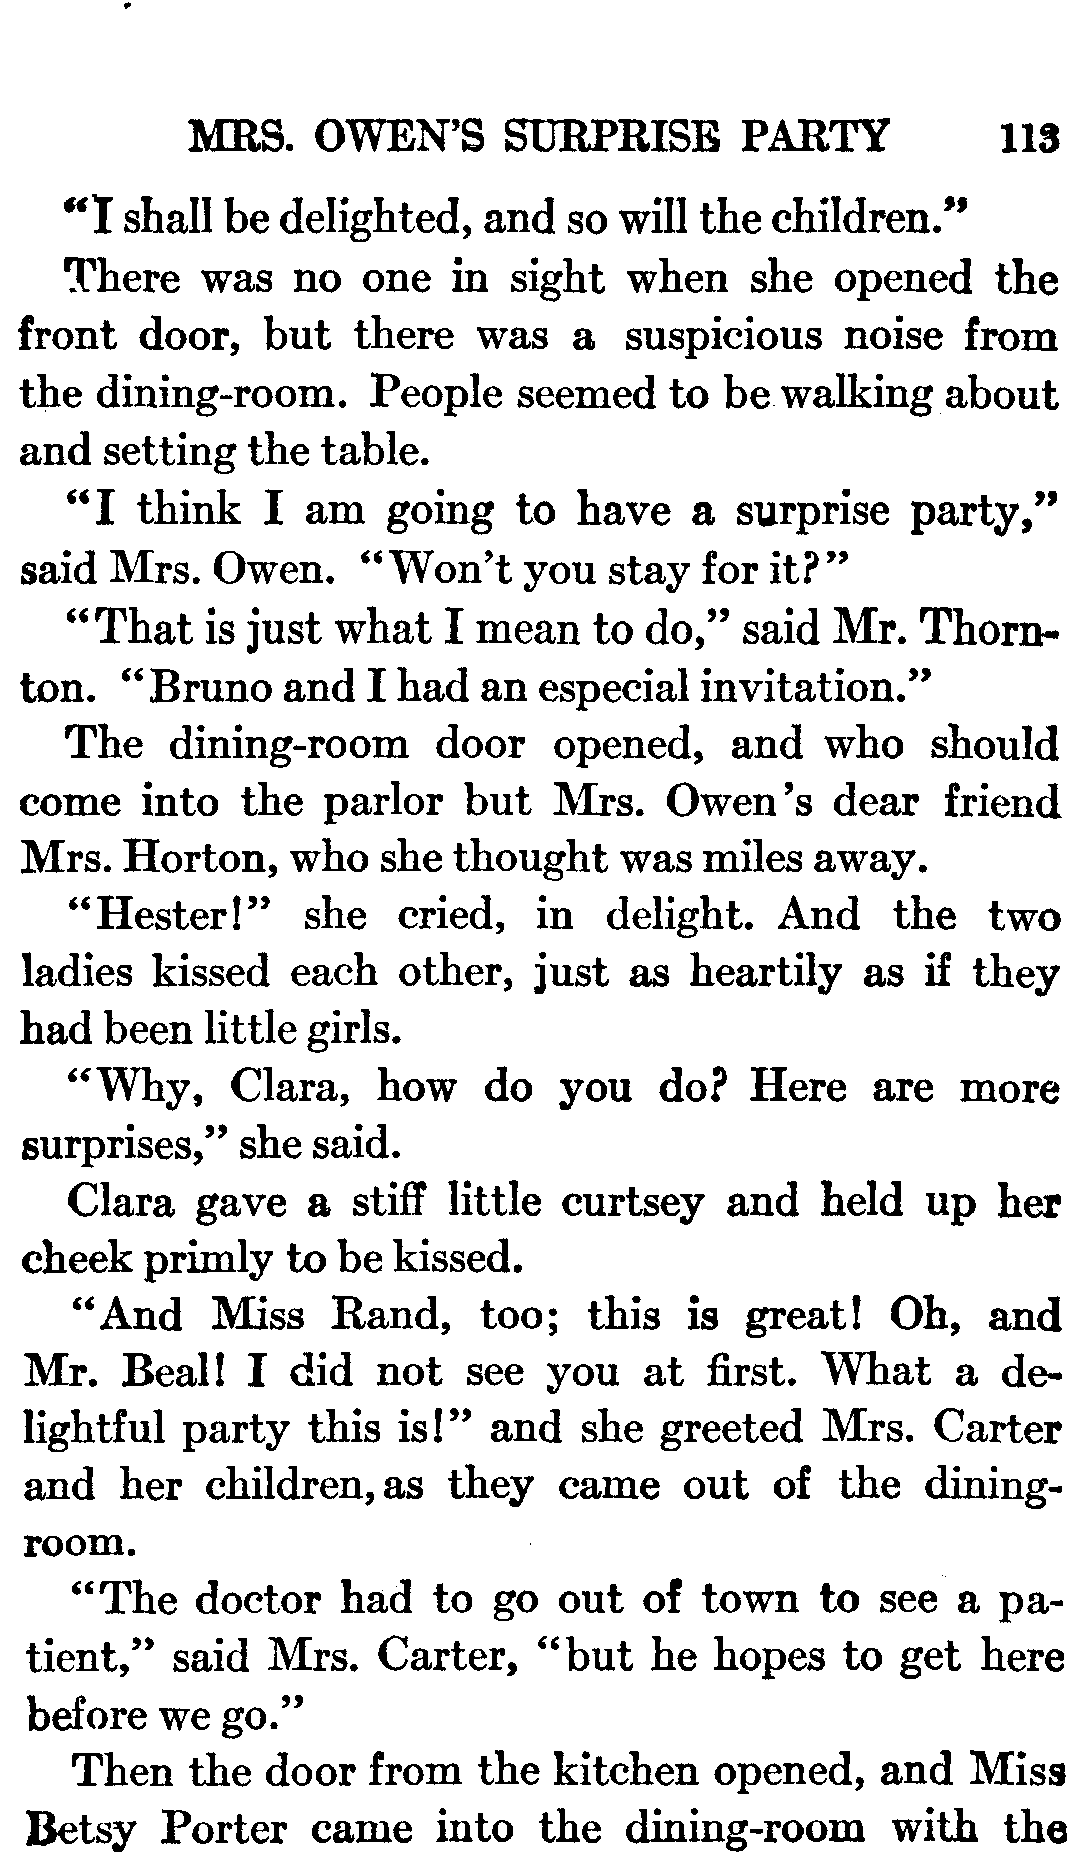 MRS. OWEN'S SURPRISE PARTY 113
"I shall be delighted, and so will the children."
There was no one in sight when she opened the
front door, but there was a suspicious noise from
the dining-room. People seemed to be walking about
and setting the table.
"I think I am going to have a surprise party,"
said Mrs. Owen. "Won't you stay for it?"
"That is just what I mean to do," said Mr. Thorn-
ton. "Bruno and I had an especial invitation."
The dining-room door opened, and who should
come into the parlor but Mrs. Owen's dear friend
Mrs. Horton, who she thought was miles away.
"Hester!" she cried, in delight. And the two
ladies kissed each other, just as heartily as if they
had been little girls.
"Why, Clara, how do you do? Here are more
surprises," she said.
Clara gave a stiff little curtsey and held up her
cheek primly to be kissed.
"And Miss Rand, too; this is great! Oh, and
Mr. Beal! I did not see you at first. What a de-
lightful party this is!" and she greeted Mrs. Carter
and her children, as they came out of the dining-
room.
"The doctor had to go out of town to see a pa-
tient," said Mrs. Carter, "but he hopes to get here
before we go."
Then the door from the kitchen opened, and Miss
Betsy Porter came into the dining-room with the